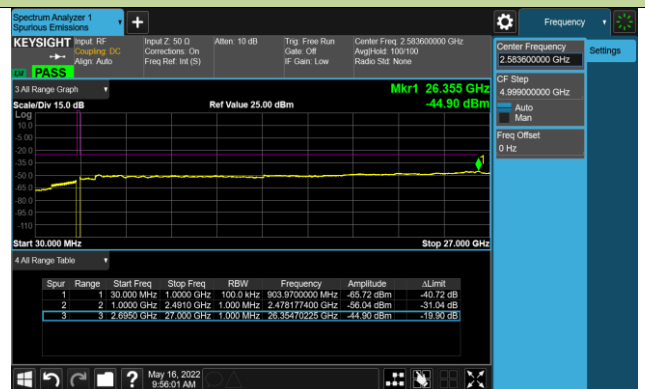 Spectrum Analyzer 1
Spurious Emissions
Frequency
KEYSIGHT Input: RF Input Z: 50 Ω Atten: 10 dB Trig: Free Run Center Freq: 2.583600000 GHz
Coupling: DC Corrections: On Gate: Off Avg|Hold: 100/100
Align: Auto Freq Ref: Int (S) IF Gain: Low Radio Std: None
PASS
Center Frequency
2.583600000 GHz
Settings
CF Step
4.999000000 GHz
Auto
Man
Freq Offset
0 Hz
3 All Range Graph
Mkr1 26.355 GHz
Scale/Div 15.0 dB Ref Value 25.00 dBm -44.90 dBm
Log
10.0
-5.00
-20.0
-35.0
-50.0
-65.0
-80.0
-95.0
-110
1
Start 30.000 MHz Stop 27.000 GHz
4 All Range Table
Spur Range Start Freq Stop Freq RBW Frequency Amplitude ΔLimit
1 1 30.000 MHz 1.0000 GHz 100.0 kHz 903.9700000 MHz -65.72 dBm -40.72 dB
2 2 1.0000 GHz 2.4910 GHz 1.000 MHz 2.478177400 GHz -56.04 dBm -31.04 dB
3 3 2.6950 GHz 27.000 GHz 1.000 MHz 26.35470225 GHz -44.90 dBm -19.90 dB
May 16, 2022
9:56:01 AM